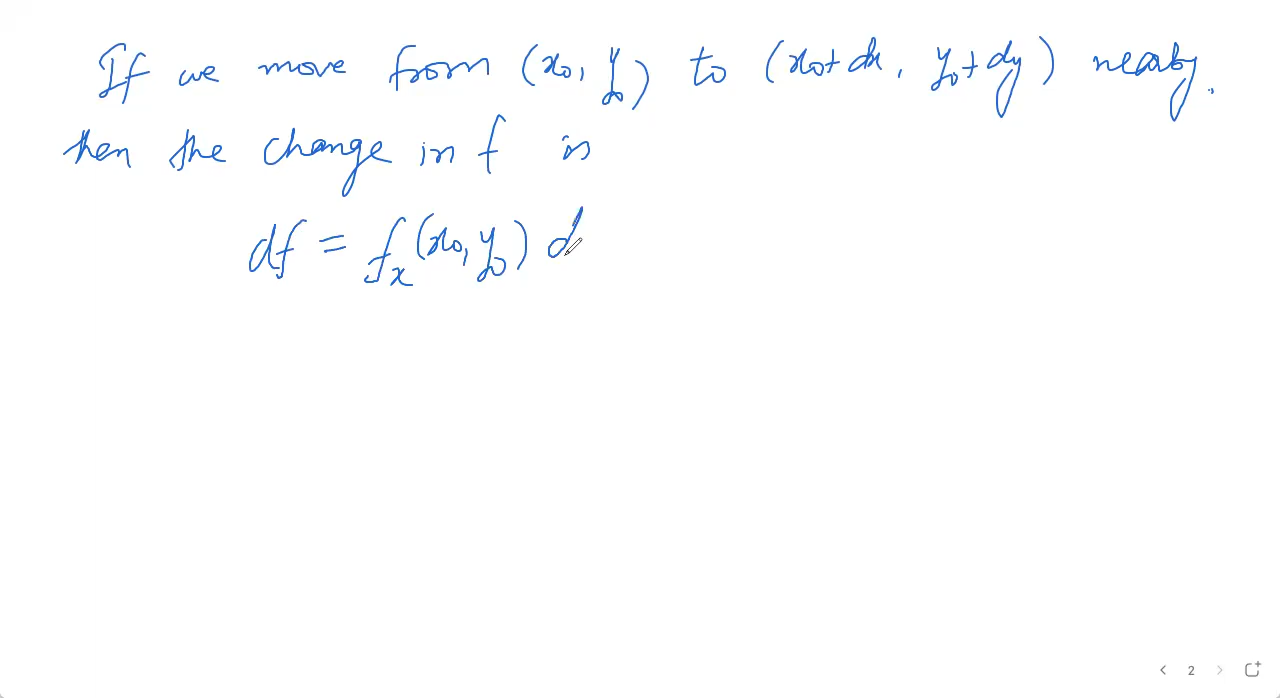 If we move from (x₀, y₀) to (x₀+dx, y₀+dy) nearby,
then the change in f is
df = fₓ(x₀, y₀) d
2